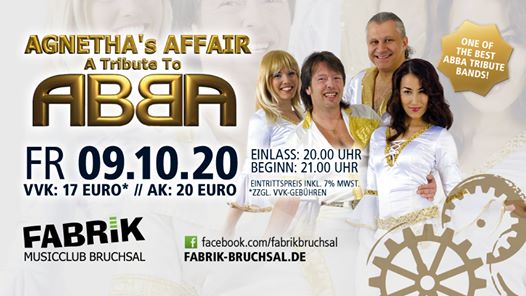 AGNETHA's AFFAIR
A Tribute To
ABBA
ONE OF
THE BEST
ABBA TRIBUTE
BANDS!
FR 09.10.20
VVK: 17 EURO* // AK: 20 EURO
EINLASS: 20.00 UHR
BEGINN: 21.00 UHR
EINTRITTSPREIS INKL. 7% MWST.
*ZZGL. VVK-GEBÜHREN
FABRiK
MUSICCLUB BRUCHSAL
f facebook.com/fabrikbruchsal
FABRIK-BRUCHSAL.DE